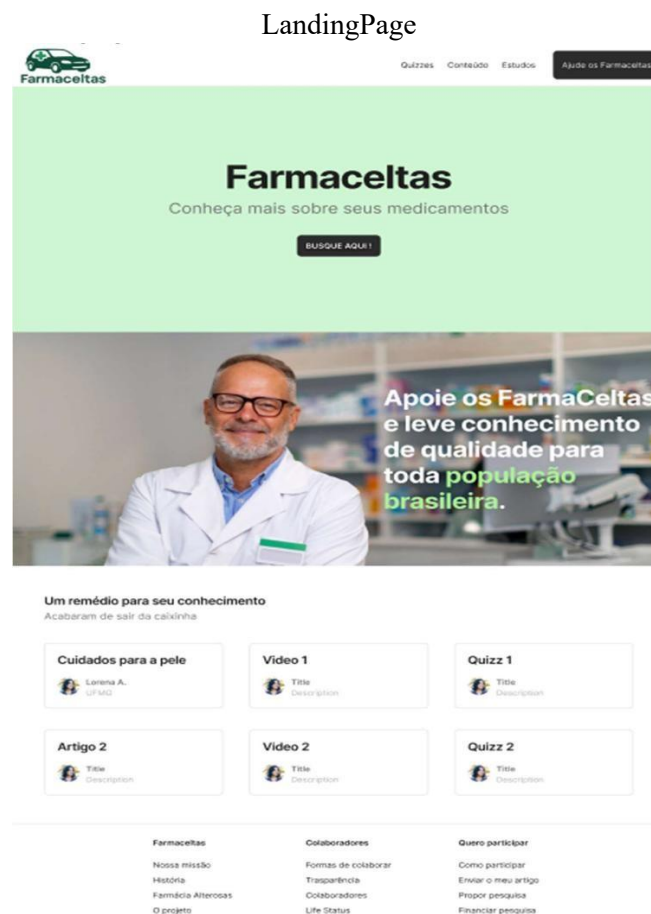 LandingPage
Farmaceltas
Quizzes Conteúdo Estudos Ajude os Farmaceltas
Farmaceltas
Conheça mais sobre seus medicamentos
BUSQUE AQUI !
Apoie os FarmaCeltas
e leve conhecimento
de qualidade para
toda população
brasileira.
Um remédio para seu conhecimento
Acabaram de sair da caixinha
Cuidados para a pele
Lorena A.
UFMG
Video 1
Title
Description
Quizz 1
Title
Description
Artigo 2
Title
Description
Video 2
Title
Description
Quizz 2
Title
Description
Farmaceltas
Nossa missão
História
Farmácia Alterosas
O projeto
Colaboradores
Formas de colaborar
Trasparência
Colaboradores
Life Status
Quero participar
Como participar
Enviar o meu artigo
Propor pesquisa
Financiar pesquisa